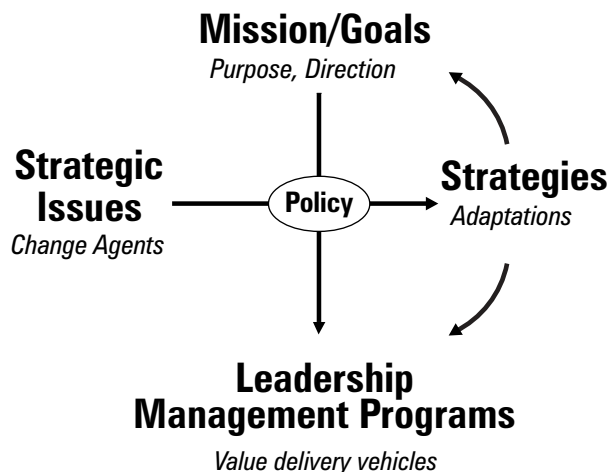 Mission/Goals
Purpose, Direction
Strategic
Issues
Change Agents
Policy
Strategies
Adaptations
Leadership
Management Programs
Value delivery vehicles